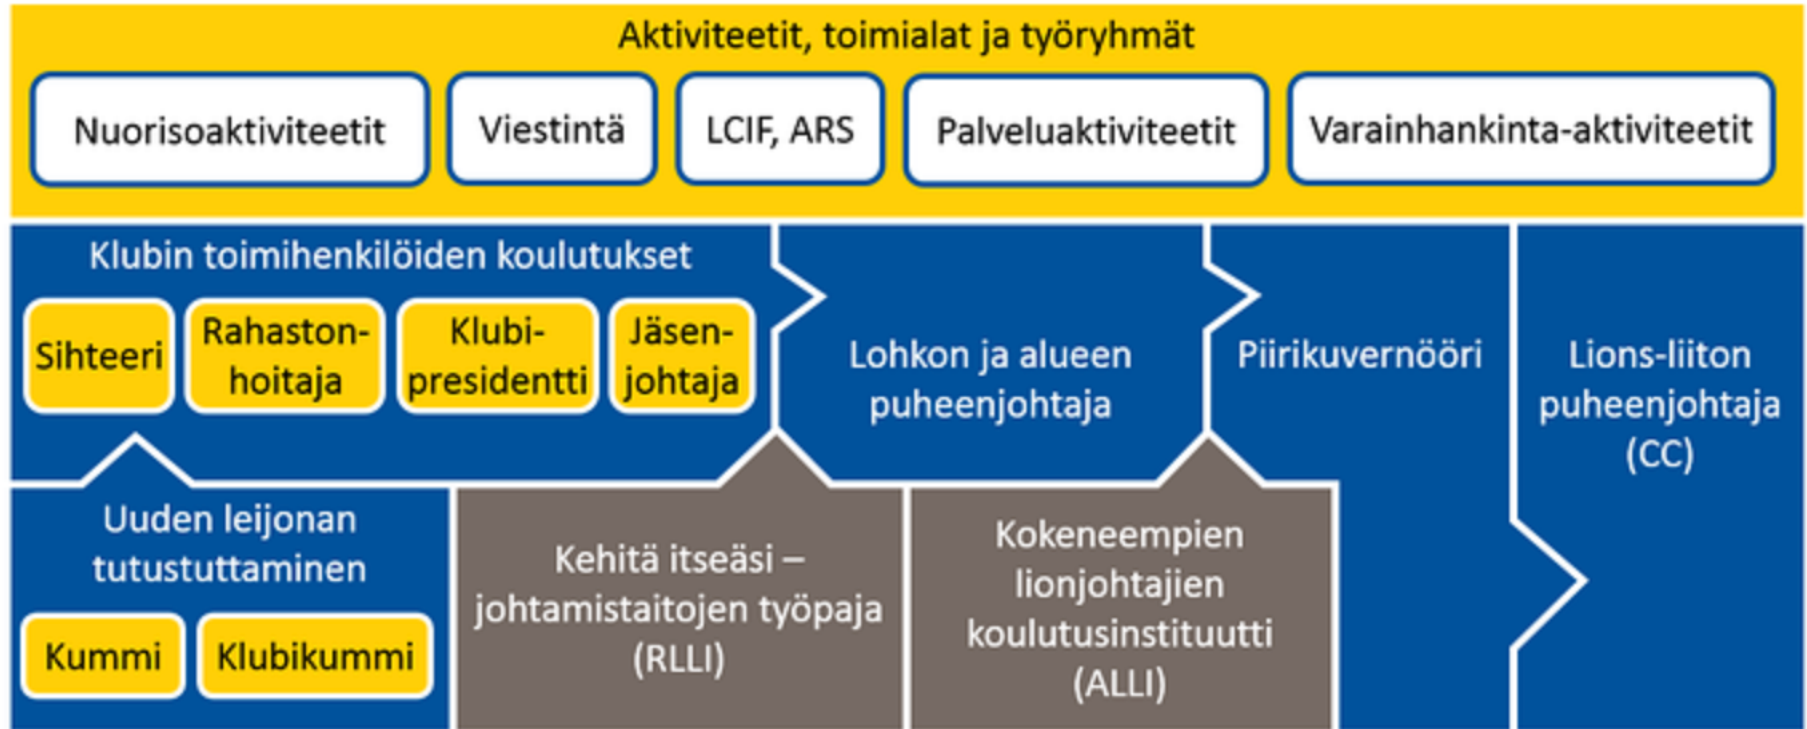 Aktiviteetit, toimialat ja työryhmät
Nuorisoaktiviteetit
Viestintä
LCIF, ARS
Palveluaktiviteetit
Varainhankinta-aktiviteetit
Klubin toimihenkilöiden koulutukset
Sihteeri
Rahaston-
hoitaja
Klubi-
presidentti
Jäsen-
johtaja
Lohkon ja alueen
puheenjohtaja
Piirikuvernööri
Lions-liiton
puheenjohtaja
(CC)
Uuden leijonan
tutustuttaminen
Kummi
Klubikummi
Kehitä itseäsi –
johtamistaitojen työpaja
(RLLI)
Kokeneempien
lionjohtajien
koulutusinstituutti
(ALLI)